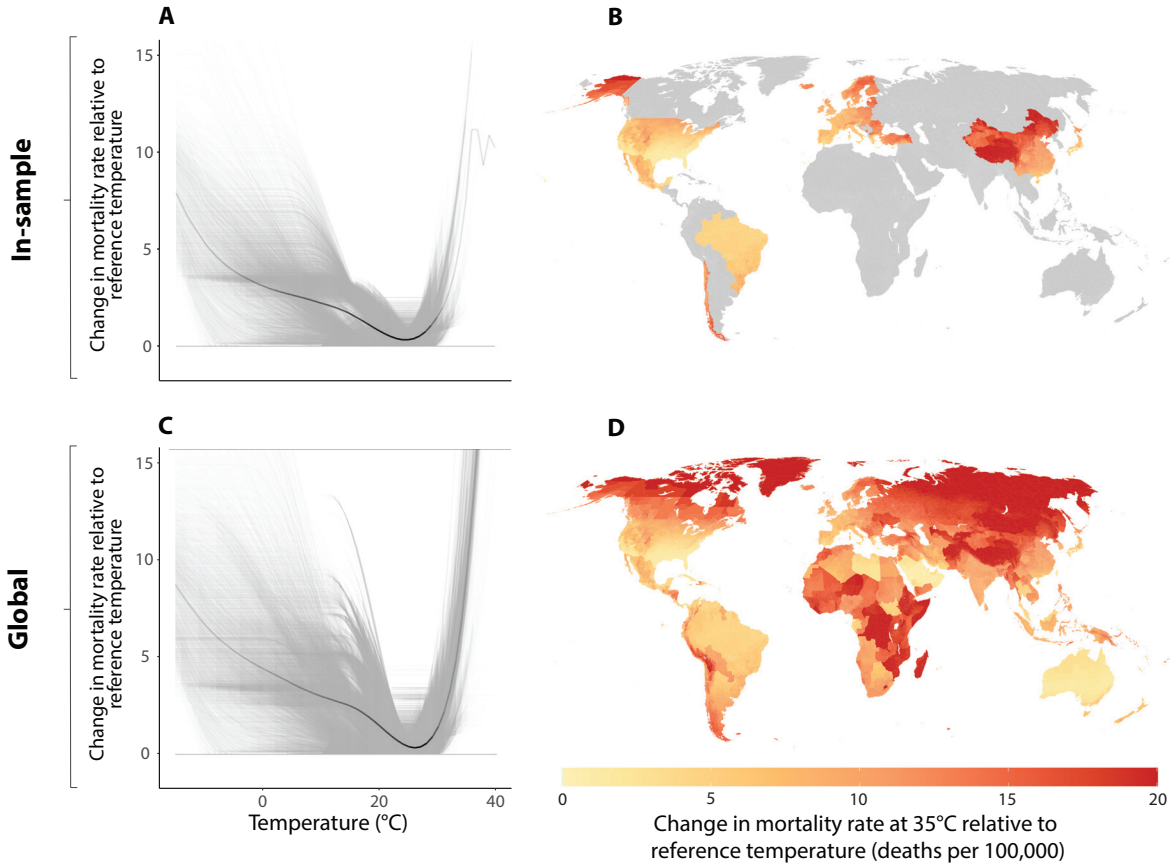 A
B
In-sample
Change in mortality rate relative to
reference temperature
15
10
5
0
C
D
Global
Change in mortality rate relative to
reference temperature
15
10
5
0
0
20
40
Temperature (°C)
0
5
10
15
20
Change in mortality rate at 35°C relative to
reference temperature (deaths per 100,000)